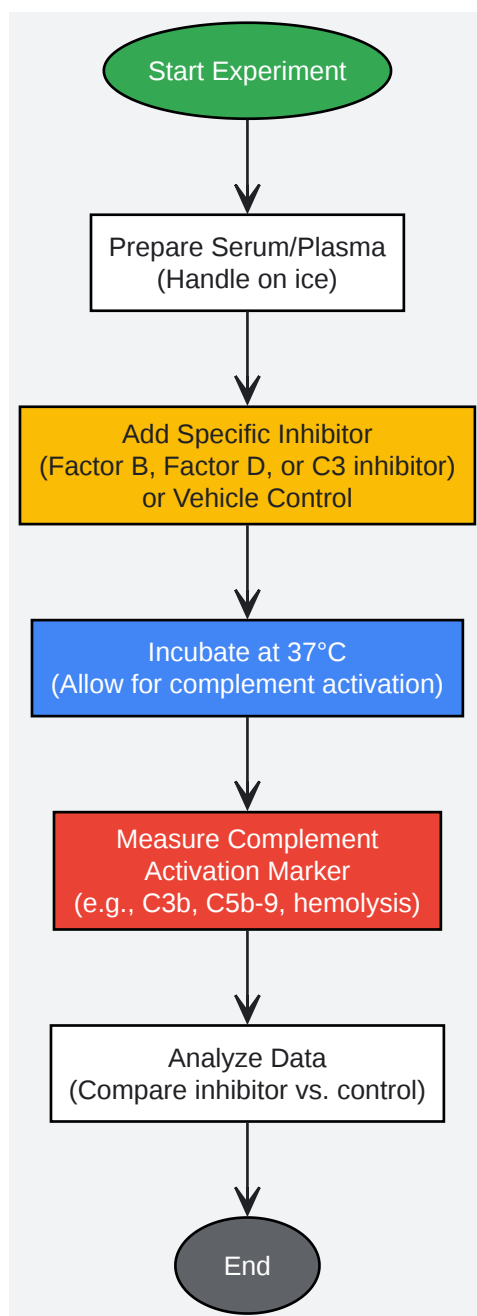 Start Experiment
Prepare Serum/Plasma
(Handle on ice)
Add Specific Inhibitor
(Factor B, Factor D, or C3 inhibitor)
or Vehicle Control
Incubate at 37°C
(Allow for complement activation)
Measure Complement
Activation Marker
(e.g., C3b, C5b-9, hemolysis)
Analyze Data
(Compare inhibitor vs. control)
End